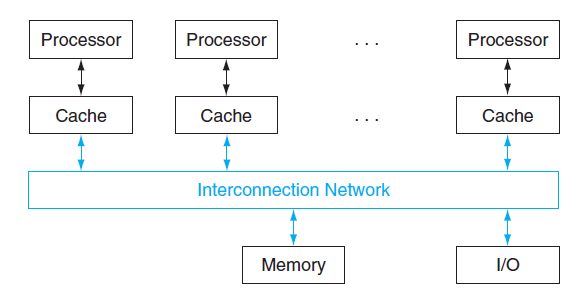 Processor Processor . . . Processor
Cache Cache . . . Cache
Interconnection Network
Memory I/O